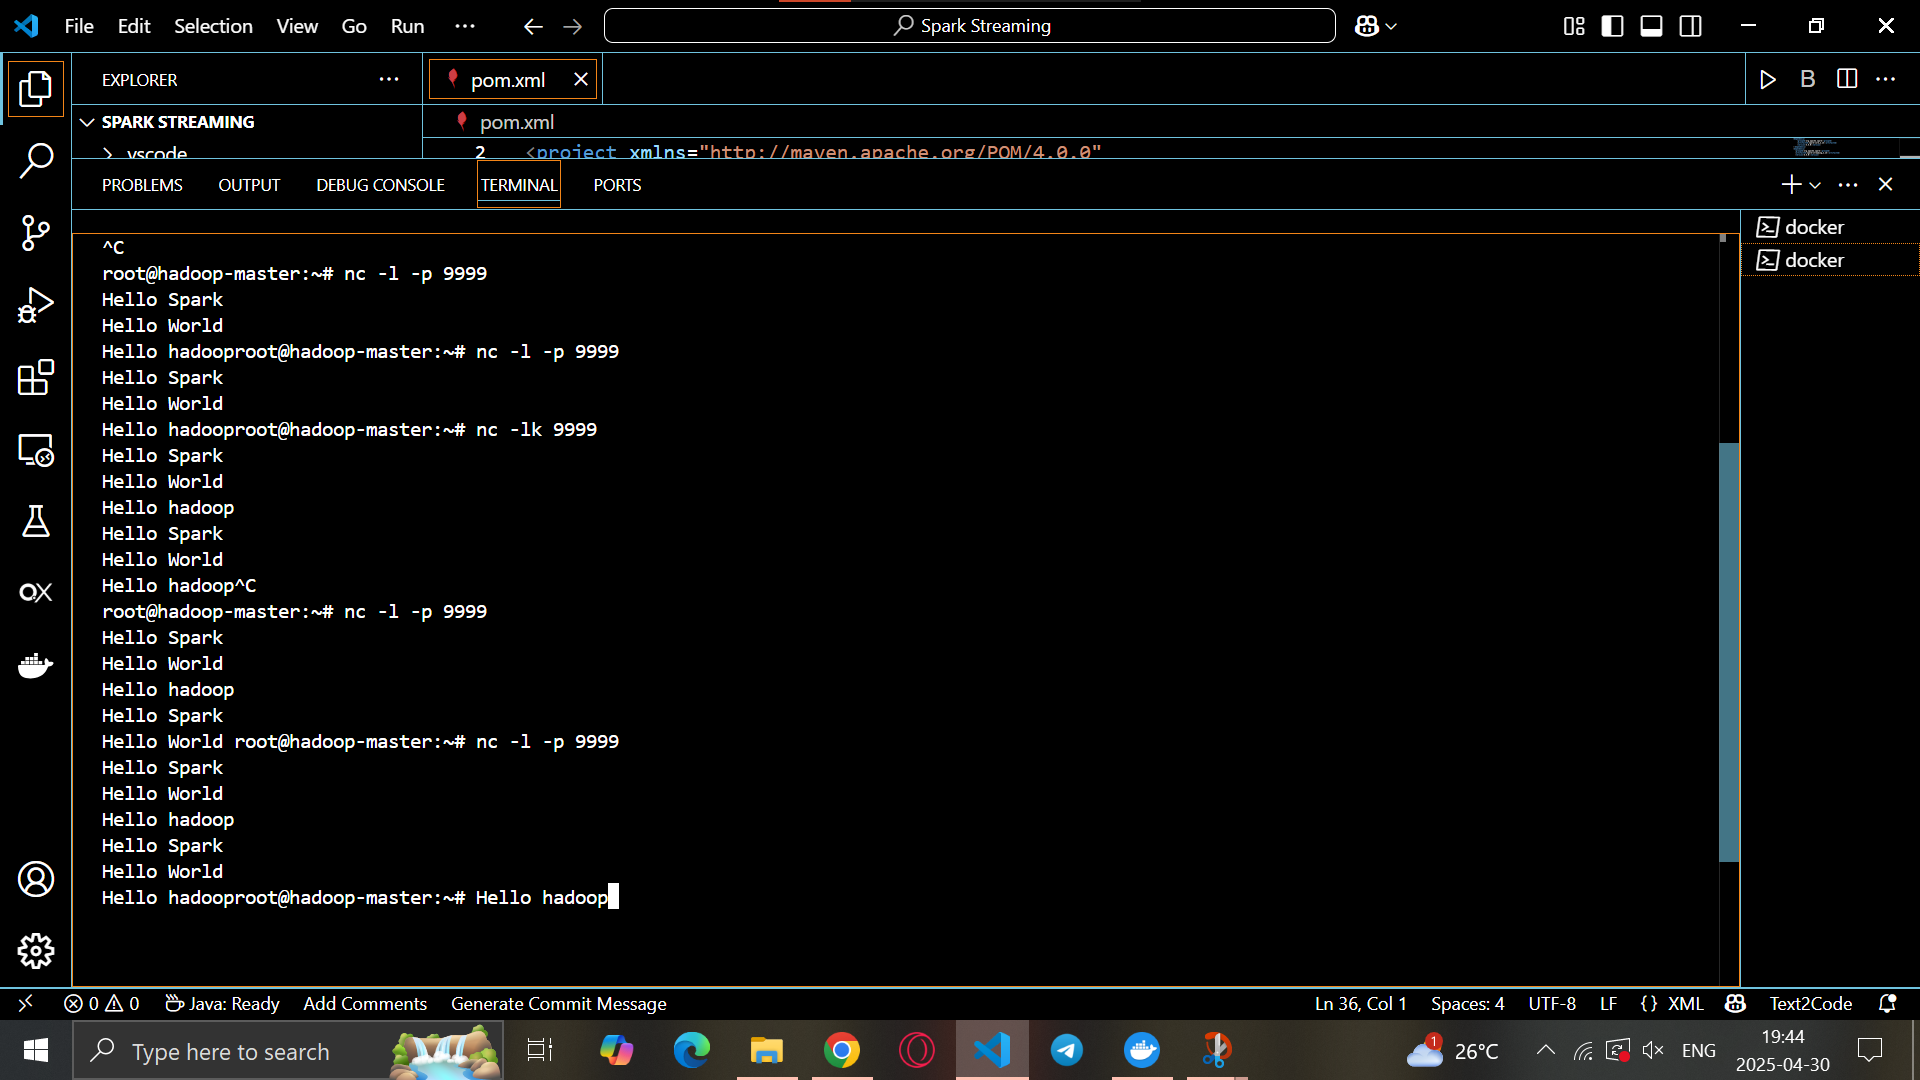 File Edit Selection View Go Run ··· Spark Streaming
EXPLORER ··· pom.xml
SPARK STREAMING pom.xml
.vscode 2 <project xmlns="http://maven.apache.org/POM/4.0.0"
PROBLEMS OUTPUT DEBUG CONSOLE TERMINAL PORTS
docker
docker
^C
root@hadoop-master:~# nc -l -p 9999
Hello Spark
Hello World
Hello hadooproot@hadoop-master:~# nc -l -p 9999
Hello Spark
Hello World
Hello hadooproot@hadoop-master:~# nc -lk 9999
Hello Spark
Hello World
Hello hadoop
Hello Spark
Hello World
Hello hadoop^C
root@hadoop-master:~# nc -l -p 9999
Hello Spark
Hello World
Hello hadoop
Hello Spark
Hello World root@hadoop-master:~# nc -l -p 9999
Hello Spark
Hello World
Hello hadoop
Hello Spark
Hello World
Hello hadooproot@hadoop-master:~# Hello hadoop
0 0 Java: Ready Add Comments Generate Commit Message Ln 36, Col 1 Spaces: 4 UTF-8 LF {} XML Text2Code
Type here to search 1 26°C ENG 19:44
2025-04-30